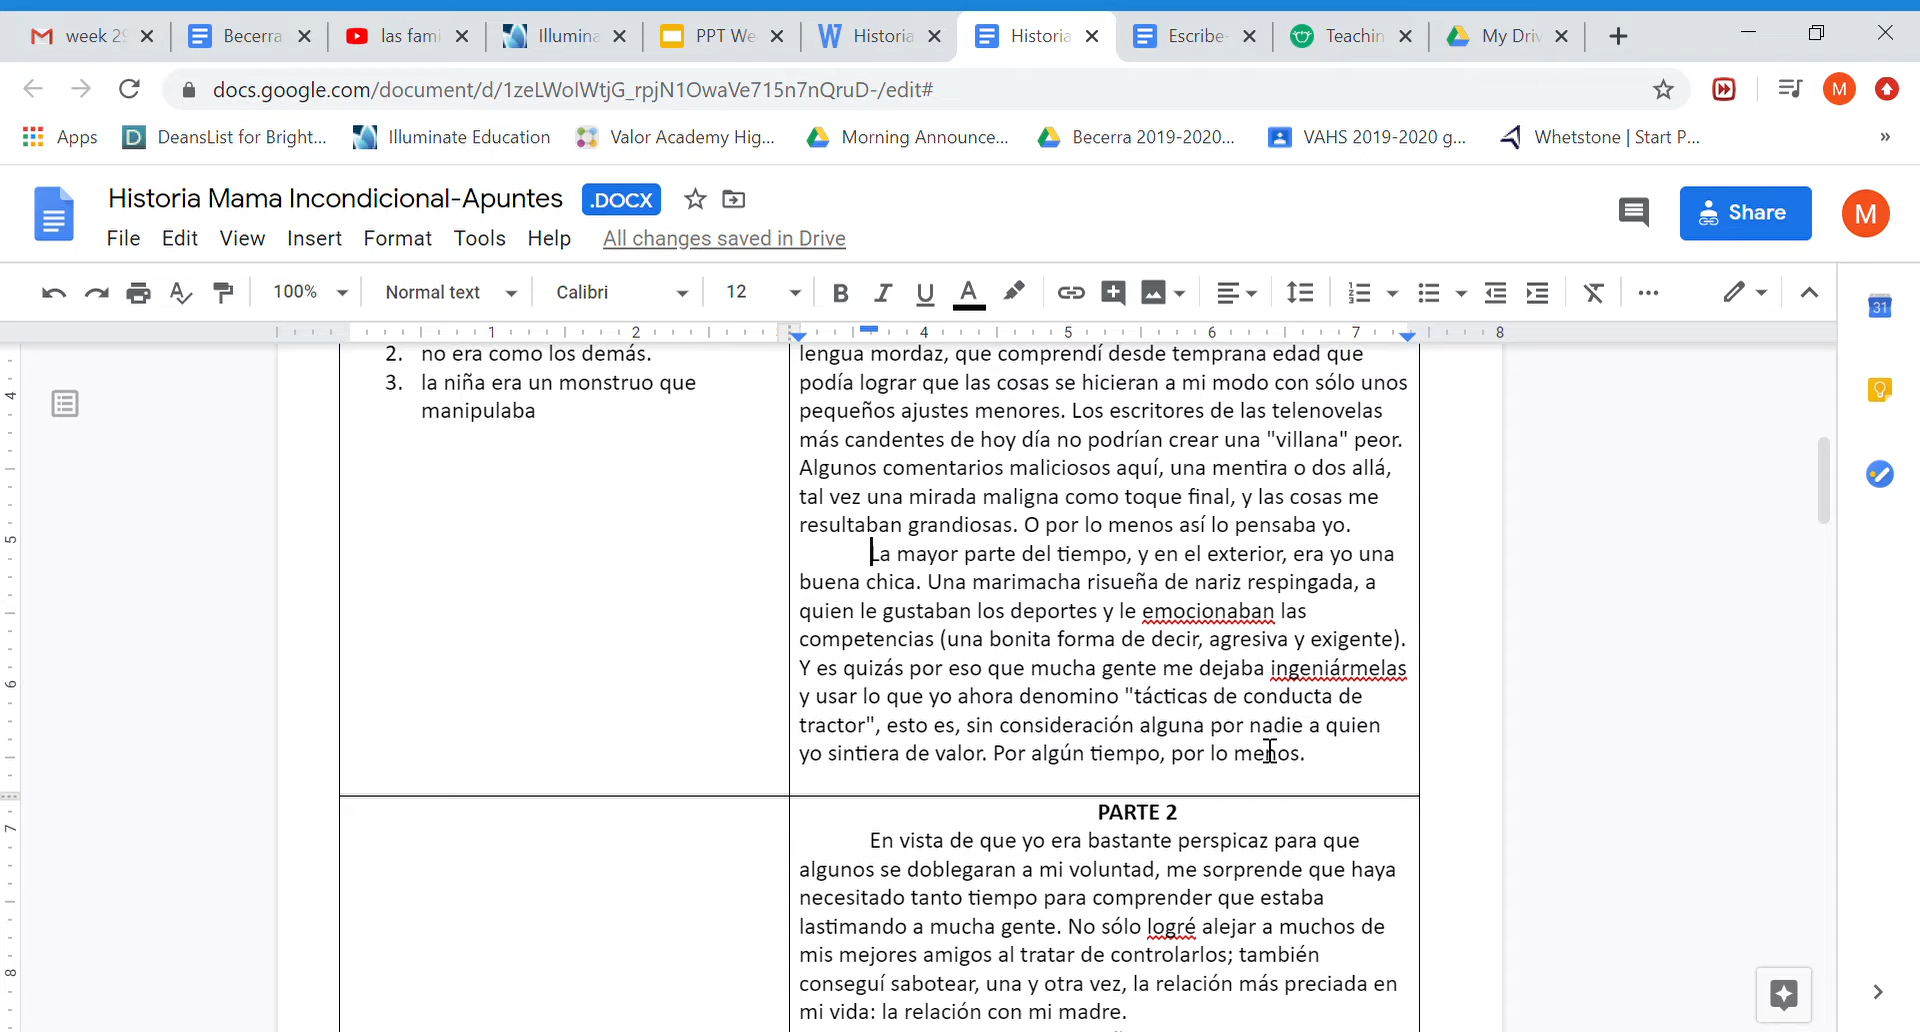 week 29
Becerra
las fami
Illumina
PPT We
Historia
Historia
Escribe-
Teachin
My Driv
docs.google.com/document/d/1zeLWoIWtjG_rpjN1OwaVe715n7nQruD-/edit#
M
Apps
DeansList for Bright...
Illuminate Education
Valor Academy Hig...
Morning Announce...
Becerra 2019-2020...
VAHS 2019-2020 g...
Whetstone | Start P...
»
Historia Mama Incondicional-Apuntes
.DOCX
Share
M
File Edit View Insert Format Tools Help All changes saved in Drive
100% Normal text Calibri 12 B I U A
31
1 2 4 5 6 7 8
4
5
6
7
8
2. no era como los demás.
3. la niña era un monstruo que
manipulaba
lengua mordaz, que comprendí desde temprana edad que
podía lograr que las cosas se hicieran a mi modo con sólo unos
pequeños ajustes menores. Los escritores de las telenovelas
más candentes de hoy día no podrían crear una "villana" peor.
Algunos comentarios maliciosos aquí, una mentira o dos allá,
tal vez una mirada maligna como toque final, y las cosas me
resultaban grandiosas. O por lo menos así lo pensaba yo.
La mayor parte del tiempo, y en el exterior, era yo una
buena chica. Una marimacha risueña de nariz respingada, a
quien le gustaban los deportes y le emocionaban las
competencias (una bonita forma de decir, agresiva y exigente).
Y es quizás por eso que mucha gente me dejaba ingeniármelas
y usar lo que yo ahora denomino "tácticas de conducta de
tractor", esto es, sin consideración alguna por nadie a quien
yo sintiera de valor. Por algún tiempo, por lo menos.
PARTE 2
En vista de que yo era bastante perspicaz para que
algunos se doblegaran a mi voluntad, me sorprende que haya
necesitado tanto tiempo para comprender que estaba
lastimando a mucha gente. No sólo logré alejar a muchos de
mis mejores amigos al tratar de controlarlos; también
conseguí sabotear, una y otra vez, la relación más preciada en
mi vida: la relación con mi madre.